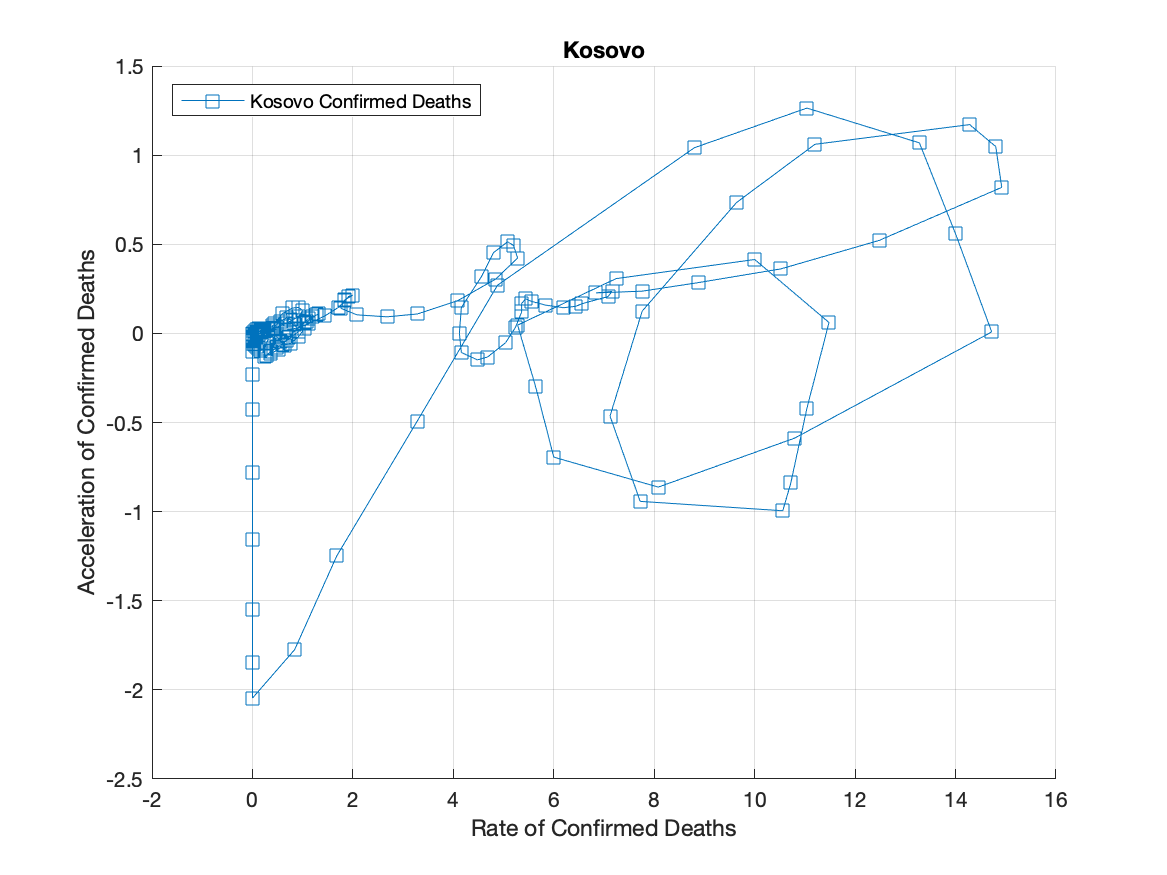 Kosovo
Kosovo Confirmed Deaths
1.5
1
0.5
0
-0.5
-1
-1.5
-2
-2.5
Acceleration of Confirmed Deaths
-2 0 2 4 6 8 10 12 14 16
Rate of Confirmed Deaths